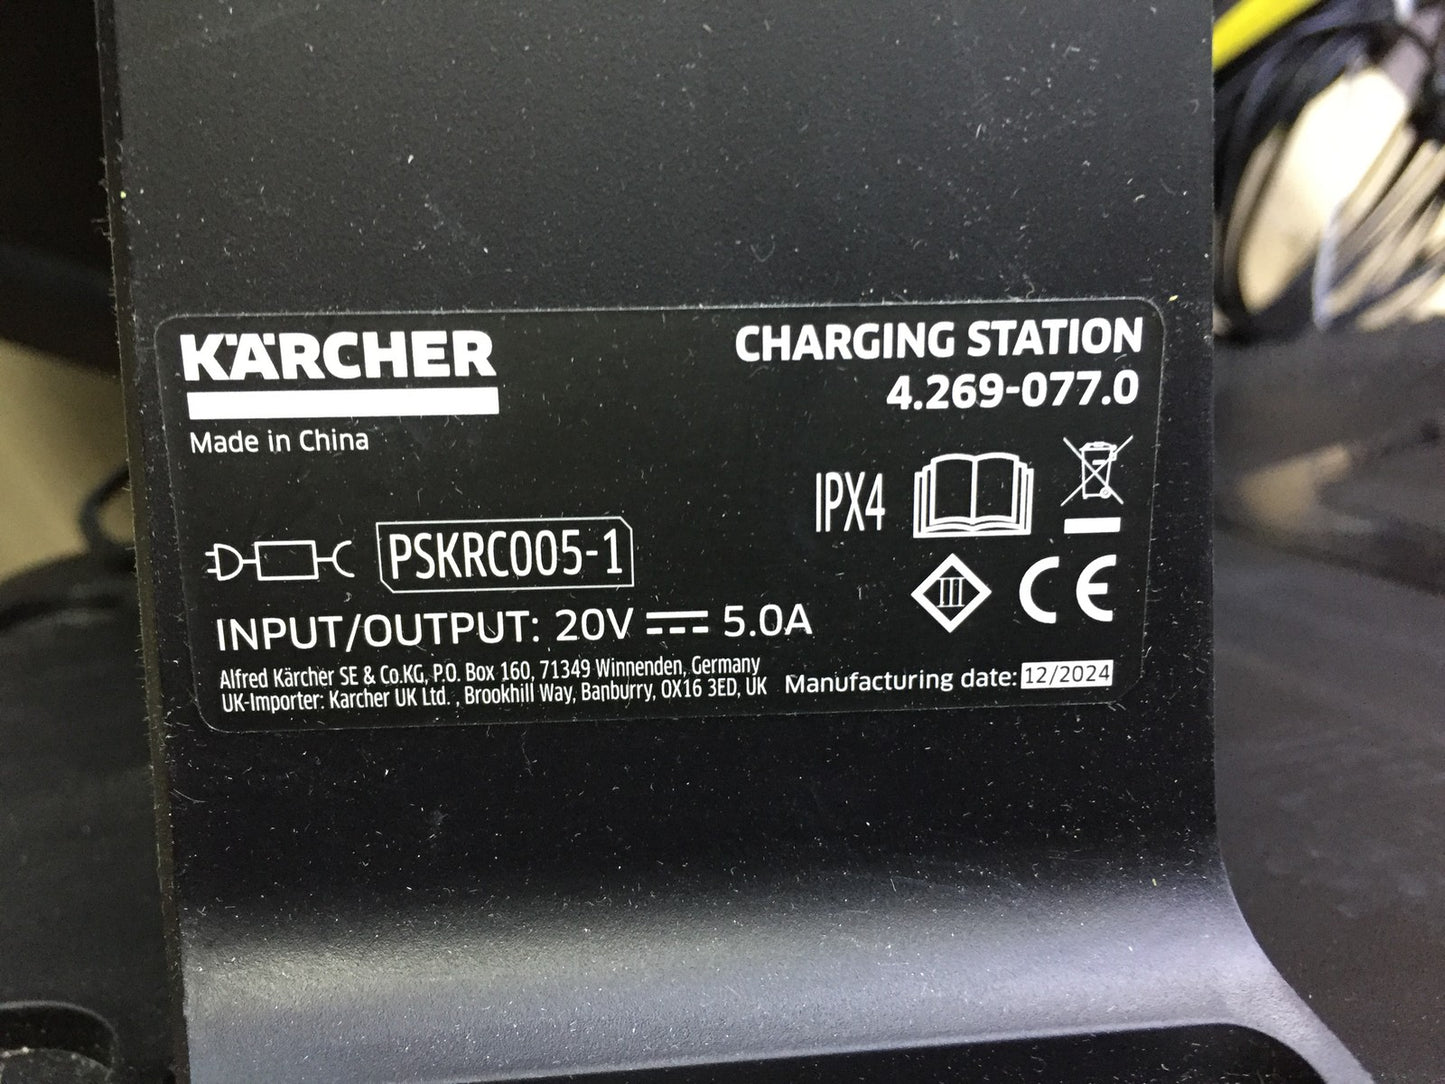 KÄRCHER
CHARGING STATION
4.269-077.0
Made in China
IPX4
PSKRC005-1
III
CE
INPUT/OUTPUT: 20V 5.0A
Alfred Kärcher SE & Co.KG, P.O. Box 160, 71349 Winnenden, Germany
UK-Importer: Karcher UK Ltd. , Brookhill Way, Banburry, OX16 3ED, UK
Manufacturing date: 12/2024